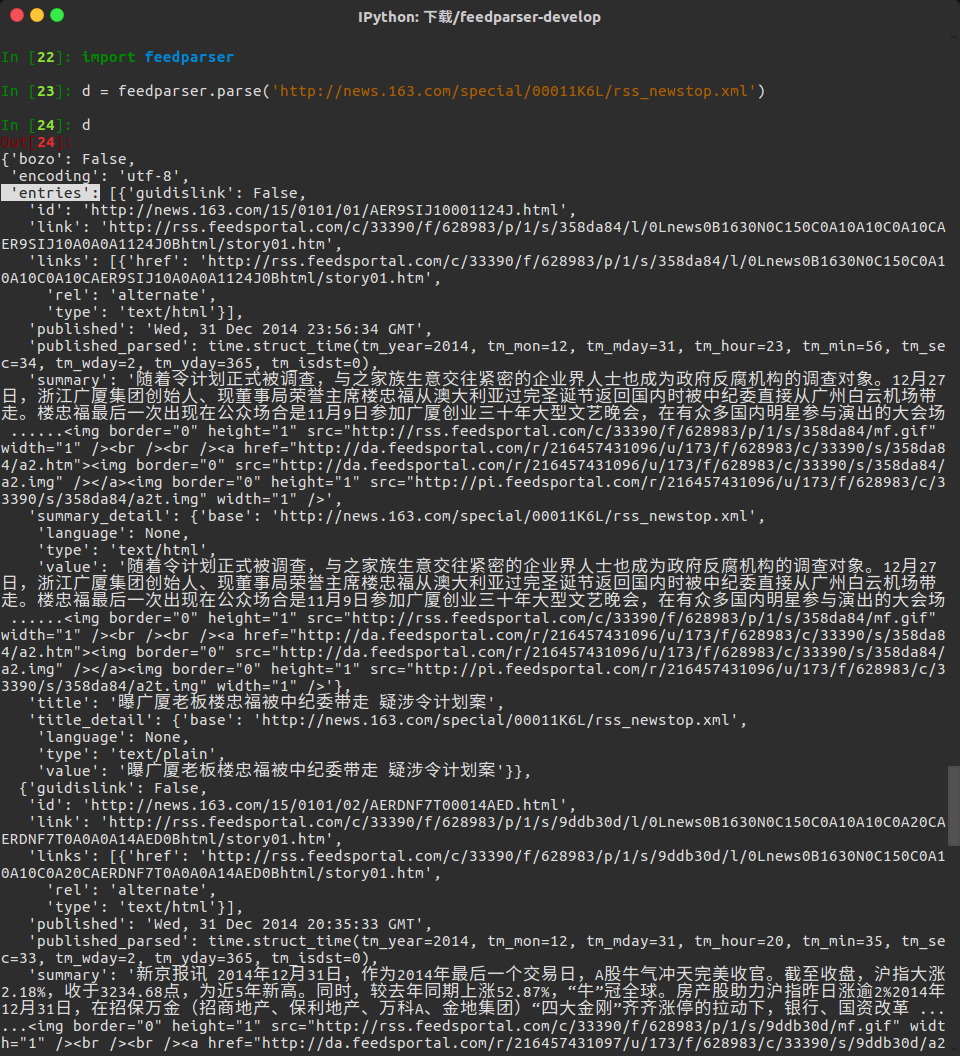 IPython: 下载/feedparser-develop
In [22]: import feedparser
In [23]: d = feedparser.parse('http://news.163.com/special/00011K6L/rss_newstop.xml')
In [24]: d
Out[24]:
{'bozo': False,
 'encoding': 'utf-8',
 'entries': [{'guidislink': False,
   'id': 'http://news.163.com/15/0101/01/AER9SIJ10001124J.html',
   'link': 'http://rss.feedsportal.com/c/33390/f/628983/p/1/s/358da84/l/0Lnews0B1630N0C150C0A10A10C0A10CA
ER9SIJ10A0A0A1124J0Bhtml/story01.htm',
   'links': [{'href': 'http://rss.feedsportal.com/c/33390/f/628983/p/1/s/358da84/l/0Lnews0B1630N0C150C0A1
0A10C0A10CAER9SIJ10A0A0A1124J0Bhtml/story01.htm',
     'rel': 'alternate',
     'type': 'text/html'}],
   'published': 'Wed, 31 Dec 2014 23:56:34 GMT',
   'published_parsed': time.struct_time(tm_year=2014, tm_mon=12, tm_mday=31, tm_hour=23, tm_min=56, tm_se
c=34, tm_wday=2, tm_yday=365, tm_isdst=0),
   'summary': '随着令计划正式被调查，与之家族生意交往紧密的企业界人士也成为政府反腐机构的调查对象。12月27
日，浙江广厦集团创始人、现董事局荣誉主席楼忠福从澳大利亚过完圣诞节返回国内时被中纪委直接从广州白云机场带
走。楼忠福最后一次出现在公众场合是11月9日参加广厦创业三十年大型文艺晚会，在有众多国内明星参与演出的大会场
 ......<img border="0" height="1" src="http://rss.feedsportal.com/c/33390/f/628983/p/1/s/358da84/mf.gif"
width="1" /><br /><br /><a href="http://da.feedsportal.com/r/216457431096/u/173/f/628983/c/33390/s/358da8
4/a2.htm"><img border="0" src="http://da.feedsportal.com/r/216457431096/u/173/f/628983/c/33390/s/358da84/
a2.img" /></a><img border="0" height="1" src="http://pi.feedsportal.com/r/216457431096/u/173/f/628983/c/3
3390/s/358da84/a2t.img" width="1" />',
   'summary_detail': {'base': 'http://news.163.com/special/00011K6L/rss_newstop.xml',
    'language': None,
    'type': 'text/html',
    'value': '随着令计划正式被调查，与之家族生意交往紧密的企业界人士也成为政府反腐机构的调查对象。12月27
日，浙江广厦集团创始人、现董事局荣誉主席楼忠福从澳大利亚过完圣诞节返回国内时被中纪委直接从广州白云机场带
走。楼忠福最后一次出现在公众场合是11月9日参加广厦创业三十年大型文艺晚会，在有众多国内明星参与演出的大会场
 ......<img border="0" height="1" src="http://rss.feedsportal.com/c/33390/f/628983/p/1/s/358da84/mf.gif"
width="1" /><br /><br /><a href="http://da.feedsportal.com/r/216457431096/u/173/f/628983/c/33390/s/358da8
4/a2.htm"><img border="0" src="http://da.feedsportal.com/r/216457431096/u/173/f/628983/c/33390/s/358da84/
a2.img" /></a><img border="0" height="1" src="http://pi.feedsportal.com/r/216457431096/u/173/f/628983/c/3
3390/s/358da84/a2t.img" width="1" />'},
   'title': '曝广厦老板楼忠福被中纪委带走 疑涉令计划案',
   'title_detail': {'base': 'http://news.163.com/special/00011K6L/rss_newstop.xml',
    'language': None,
    'type': 'text/plain',
    'value': '曝广厦老板楼忠福被中纪委带走 疑涉令计划案'}},
  {'guidislink': False,
   'id': 'http://news.163.com/15/0101/02/AERDNF7T00014AED.html',
   'link': 'http://rss.feedsportal.com/c/33390/f/628983/p/1/s/9ddb30d/l/0Lnews0B1630N0C150C0A10A10C0A20CA
ERDNF7T0A0A0A14AED0Bhtml/story01.htm'
   'links': [{'href': 'http://rss.feedsportal.com/c/33390/f/628983/p/1/s/9ddb30d/l/0Lnews0B1630N0C150C0A1
0A10C0A20CAERDNF7T0A0A0A14AED0Bhtml/story01.htm',
     'rel': 'alternate',
     'type': 'text/html'}],
   'published': 'Wed, 31 Dec 2014 20:35:33 GMT',
   'published_parsed': time.struct_time(tm_year=2014, tm_mon=12, tm_mday=31, tm_hour=20, tm_min=35, tm_se
c=33, tm_wday=2, tm_yday=365, tm_isdst=0),
   'summary': '新京报讯 2014年12月31日，作为2014年最后一个交易日，A股牛气冲天完美收官。截至收盘，沪指大涨
2.18%，收于3234.68点，为近5年新高。同时，较去年同期上涨52.87%，“牛”冠全球。房产股助力沪指昨日涨逾2%2014年
12月31日，在招保万金（招商地产、保利地产、万科A、金地集团）“四大金刚”齐齐涨停的拉动下，银行、国资改革 ...
...<img border="0" height="1" src="http://rss.feedsportal.com/c/33390/f/628983/p/1/s/9ddb30d/mf.gif" widt
h="1" /><br /><br /><a href="http://da.feedsportal.com/r/216457431097/u/173/f/628983/c/33390/s/9ddb30d/a2